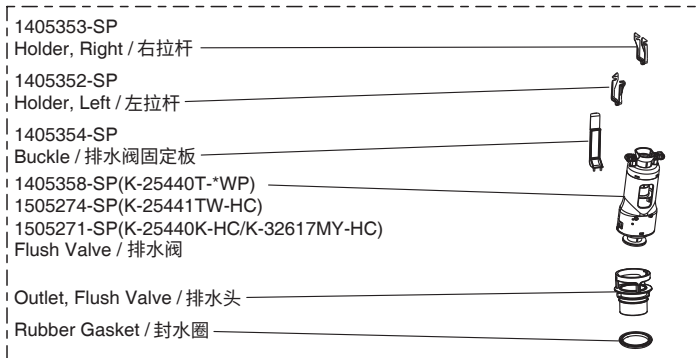 1405353-SP
Holder, Right / 右拉杆
1405352-SP
Holder, Left / 左拉杆
1405354-SP
Buckle / 排水阀固定板
1405358-SP(K-25440T-*WP)
1505274-SP(K-25441TW-HC)
1505271-SP(K-25440K-HC/K-32617MY-HC)
Flush Valve / 排水阀
Outlet, Flush Valve / 排水头
Rubber Gasket / 封水圈